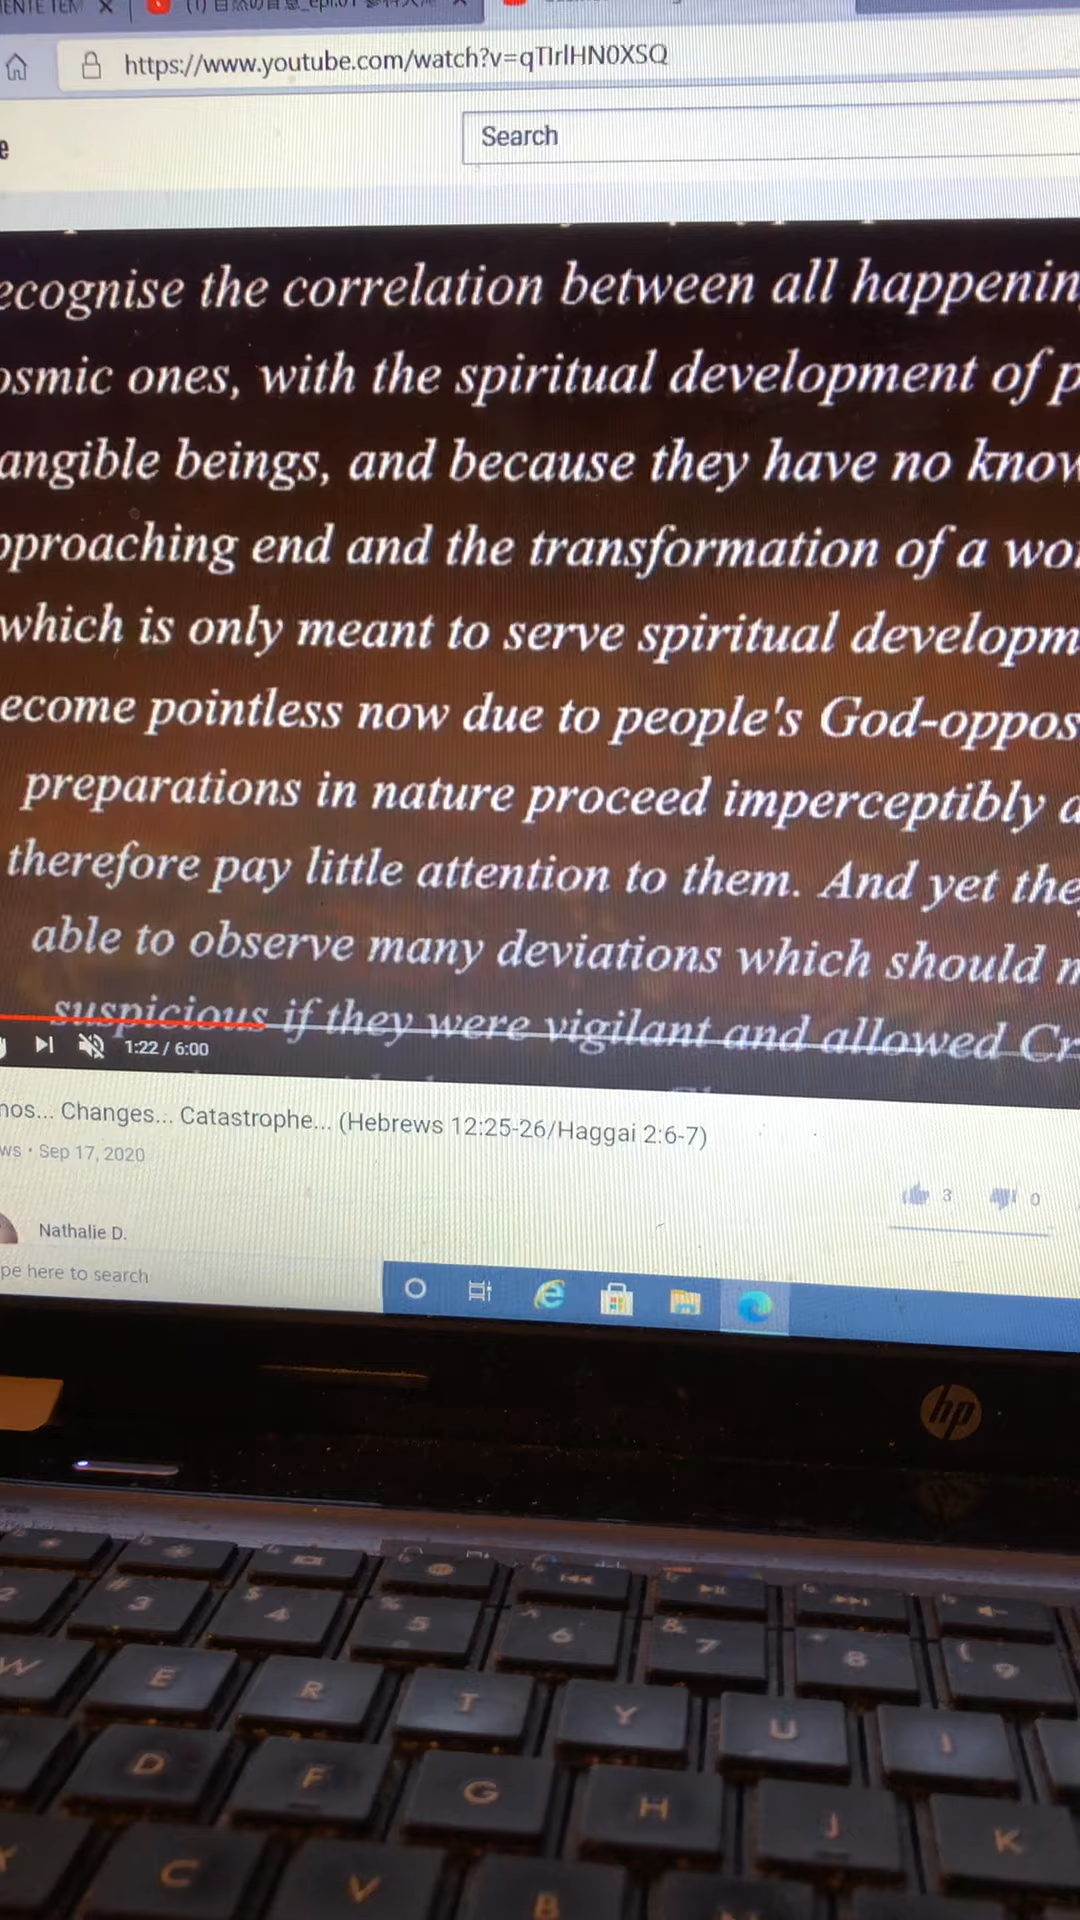 https://www.youtube.com/watch?v=qTlrlHN0XSQ
Search
ecognise the correlation between all happenin
osmic ones, with the spiritual development of p
angible beings, and because they have no know
pproaching end and the transformation of a wor
which is only meant to serve spiritual developm
ecome pointless now due to people's God-oppos
preparations in nature proceed imperceptibly a
therefore pay little attention to them. And yet the
able to observe many deviations which should m
suspicious if they were vigilant and allowed Cr
1:22 / 6:00
nos... Changes... Catastrophe... (Hebrews 12:25-26/Haggai 2:6-7)
ws • Sep 17, 2020
3
0
Nathalie D.
pe here to search
hp
2 # 3 $ 4 % 5 ^ 6 & 7 * 8 ( 9
W E R T Y U I
D F G H J K
C V B